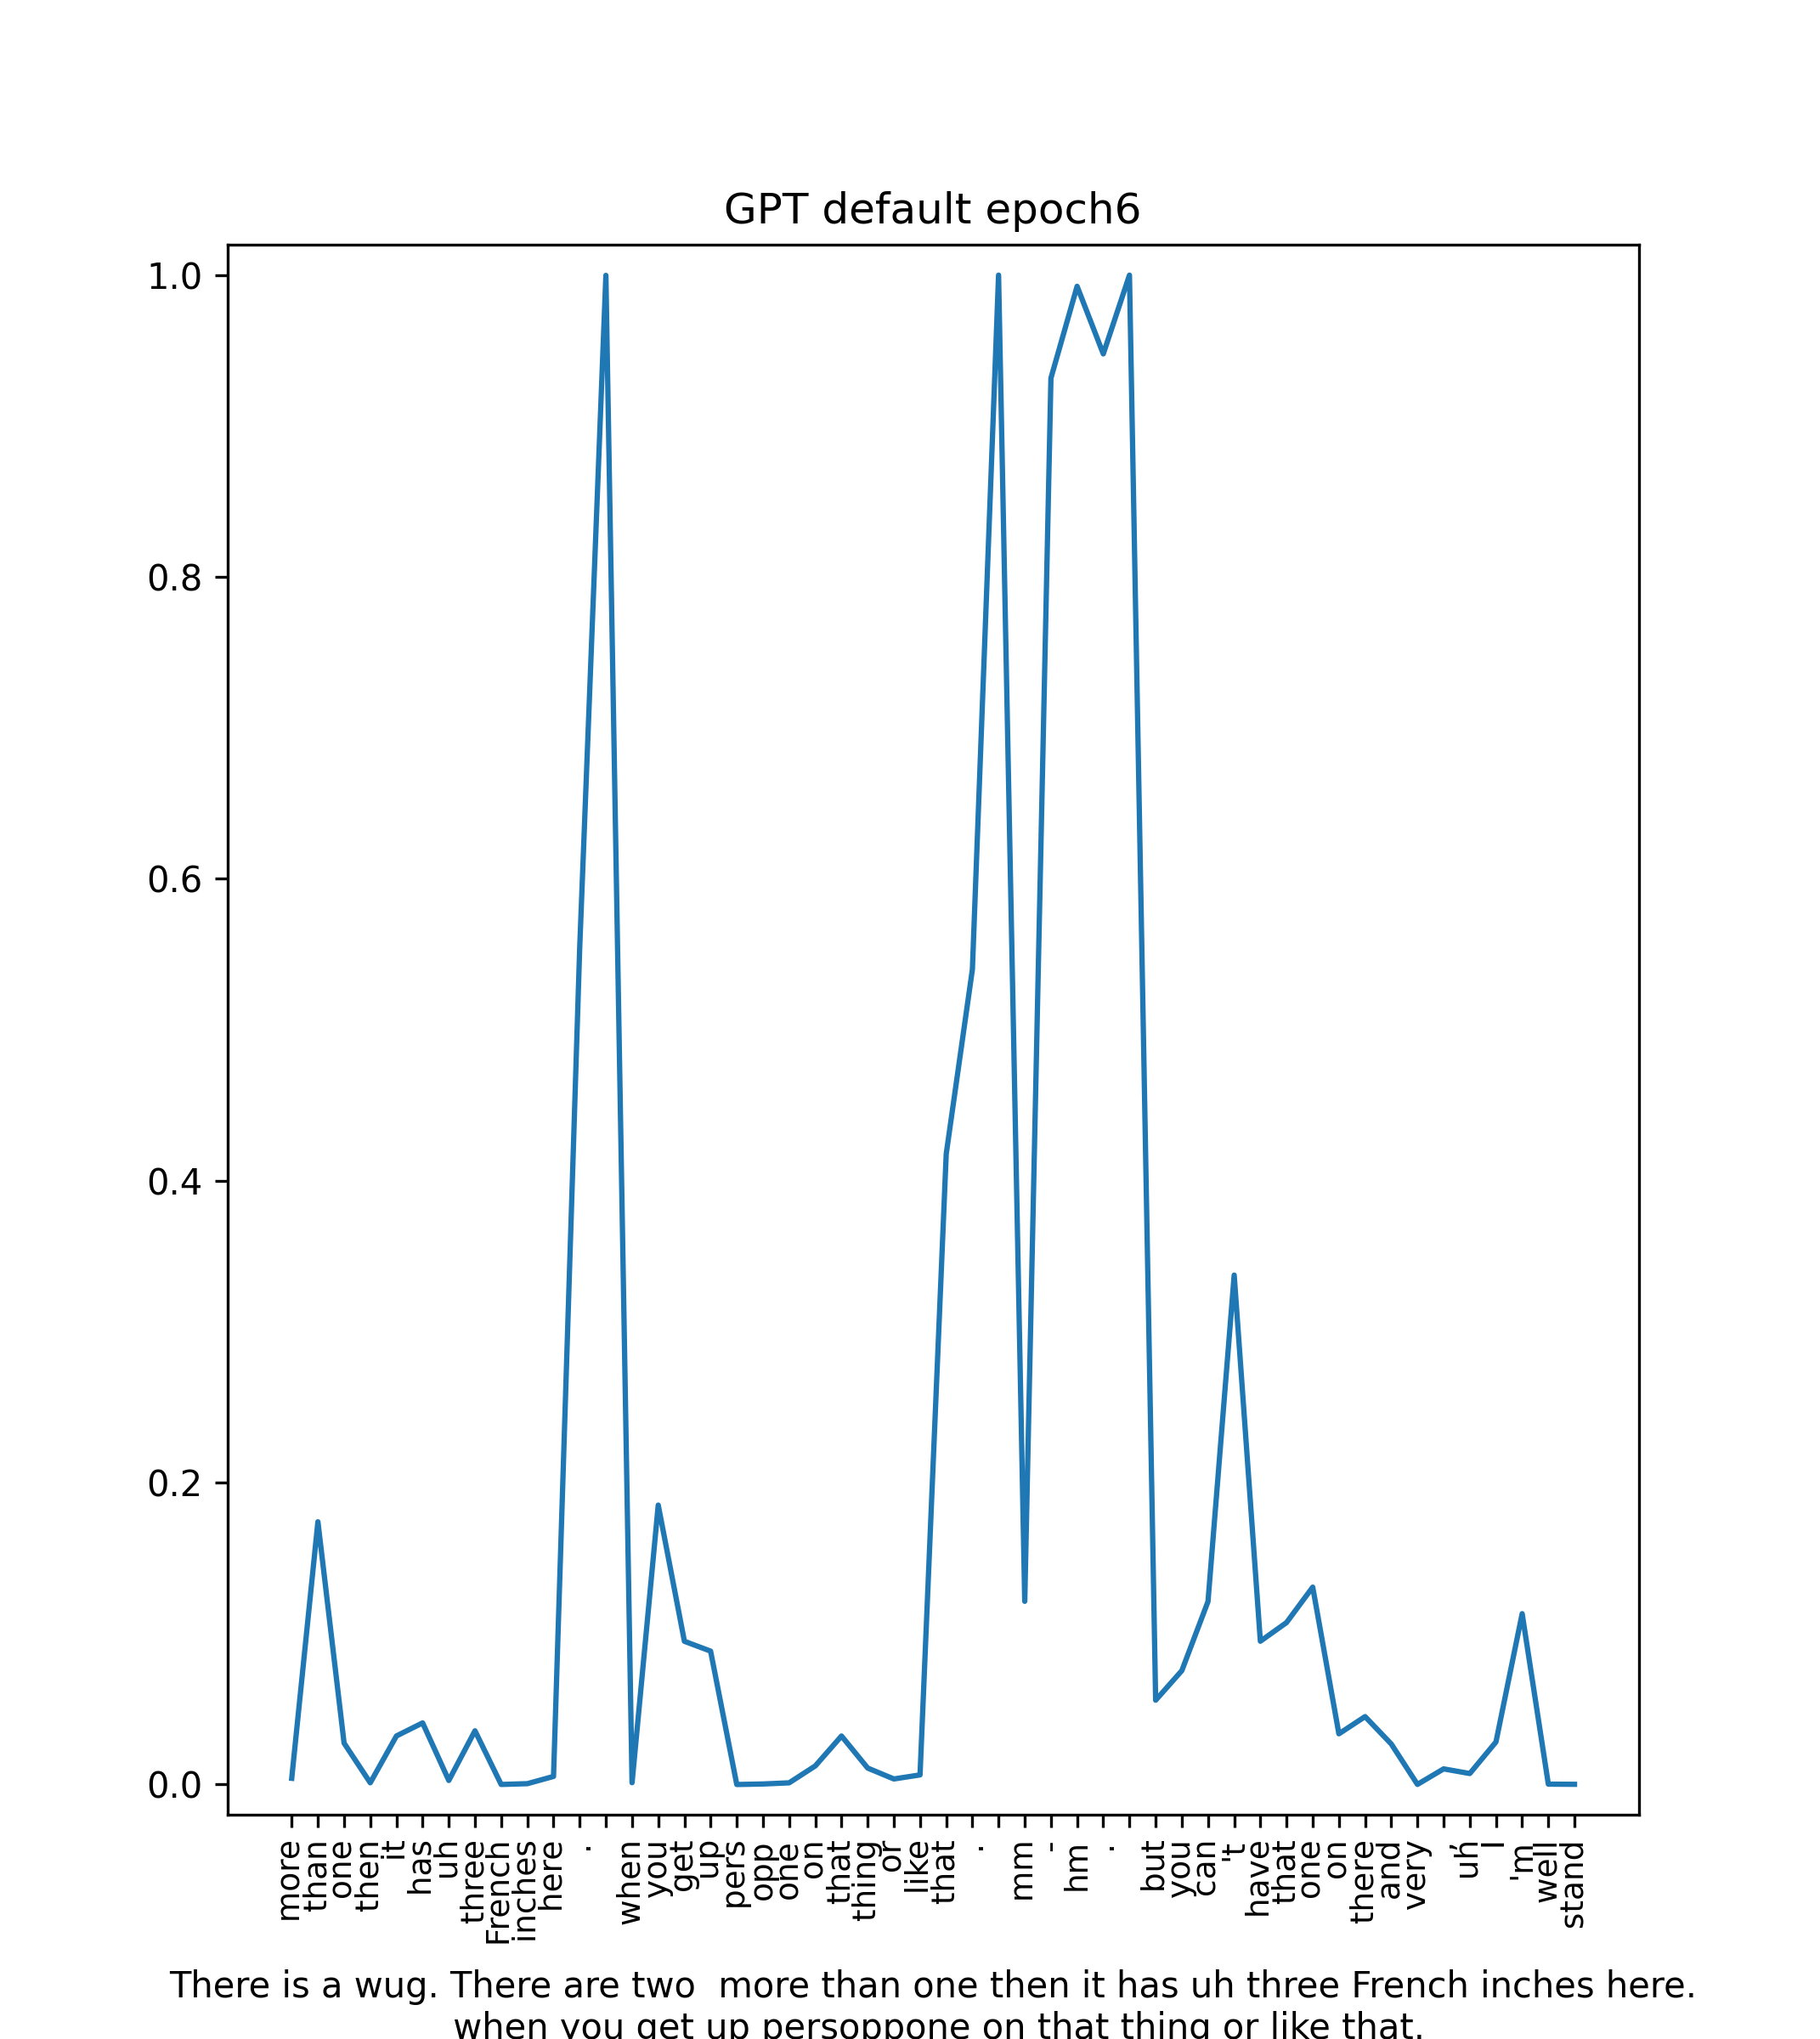 GPT default epoch6
1.0
0.8
0.6
0.4
0.2
0.0
more
than
one
then
it
has
uh
three
French
inches
here
.
when
you
get
up
pers
opp
one
on
that
thing
or
like
that
.
mm
-
hm
.
but
you
can
't
have
that
one
on
there
and
very
,
uh
I
'm
well
stand
There is a wug. There are two  more than one then it has uh three French inches here.
when you get up persoppone on that thing or like that.